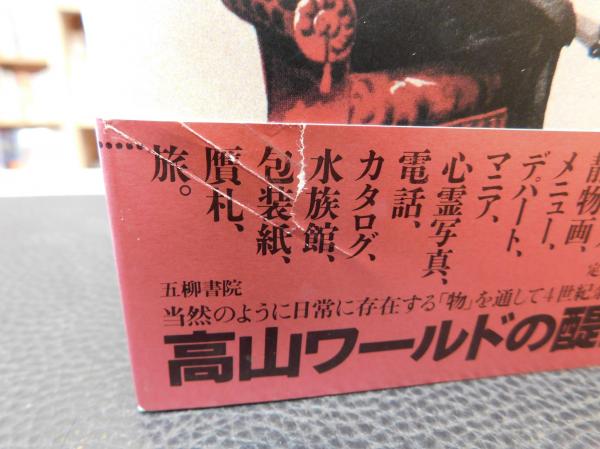 静物画、
メニュー、
デパート、
マニア、
心霊写真、
電話、
カタログ、
水族館、
包装紙、
贋札、
旅。
……
定
五柳書院
当然のように日常に存在する「物」を通して4世紀
高山ワールドの醍